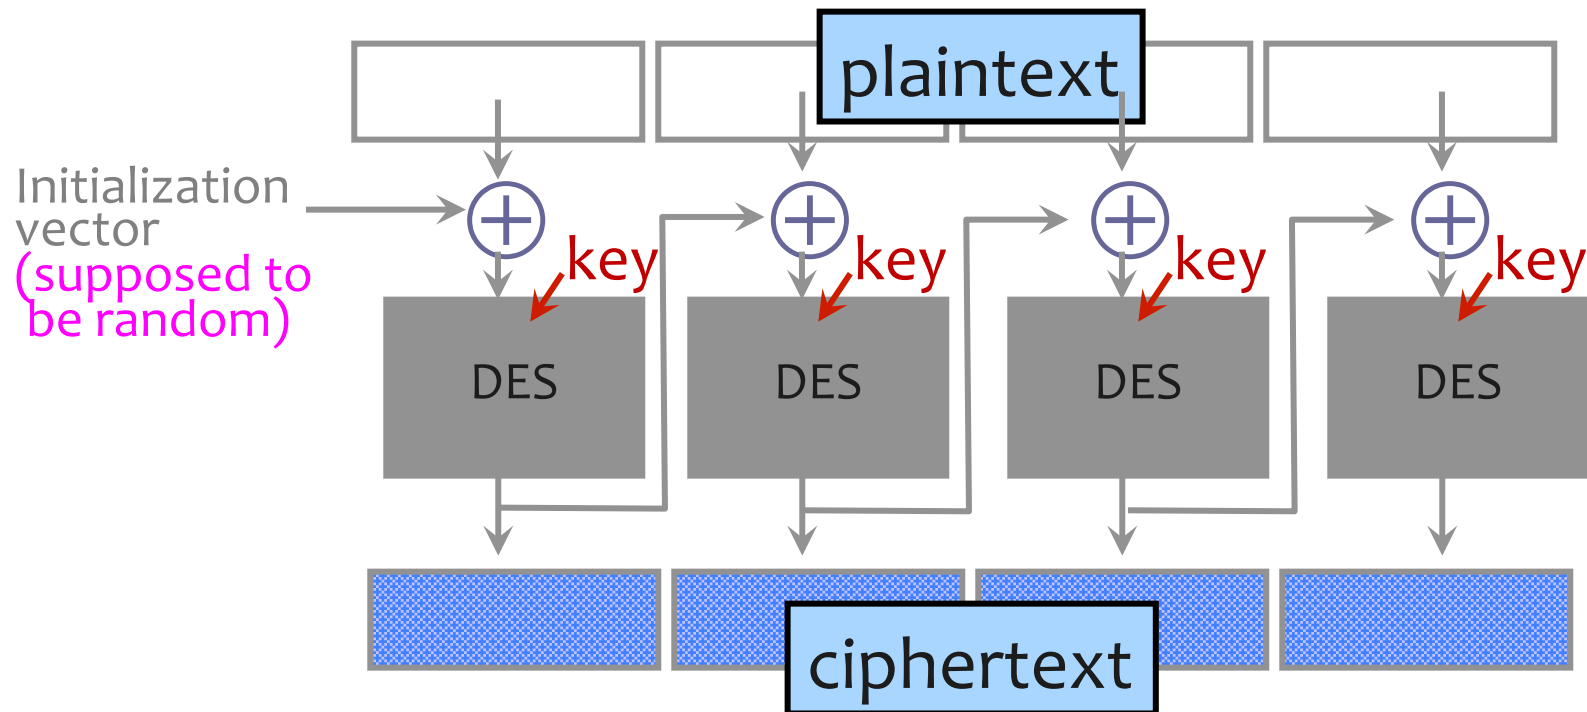 plaintext
Initialization
vector
(supposed to
be random)
key key key key
DES DES DES DES
ciphertext